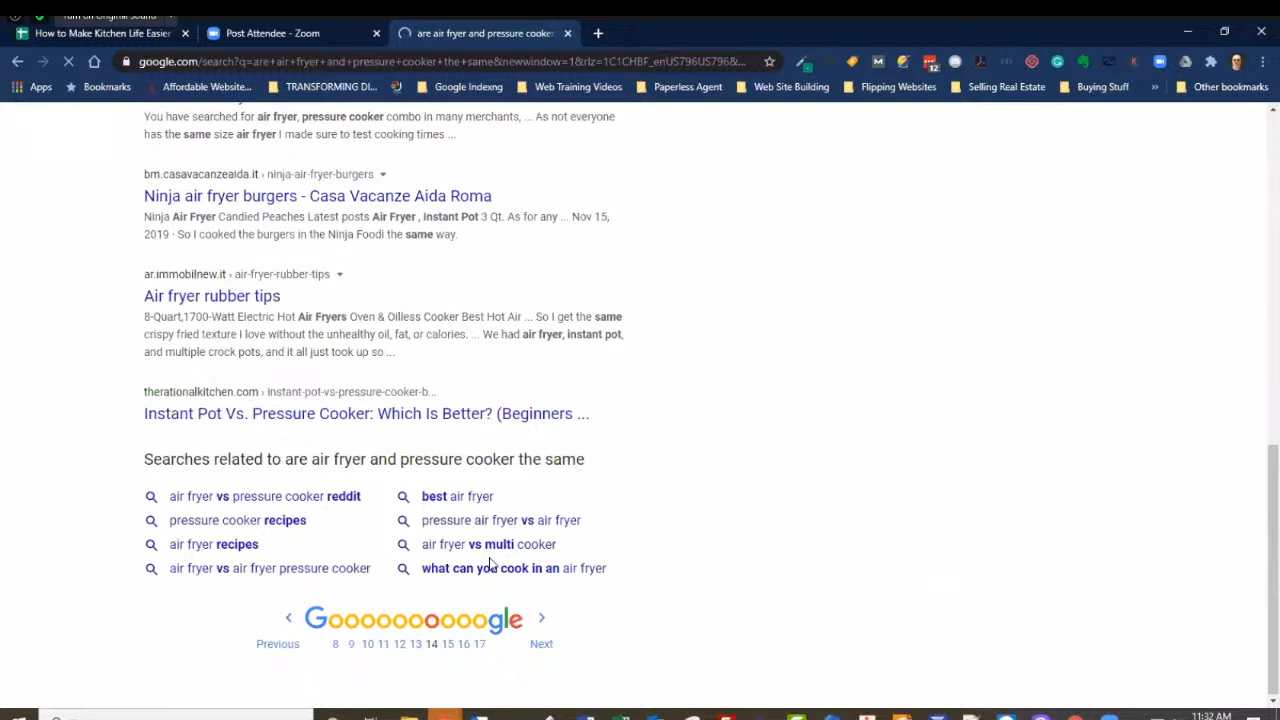 Turn on Original Sound
How to Make Kitchen Life Easier
Post Attendee - Zoom
are air fryer and pressure cooke
google.com/search?q=are+air+fryer+and+pressure+cooker+the+same&newwindow=1&rlz=1C1CHBF_enUS796US796&...
12
Apps
Bookmarks
Affordable Website...
TRANSFORMING DI...
Google Indexng
Web Training Videos
Paperless Agent
Web Site Building
Flipping Websites
Selling Real Estate
Buying Stuff
»
Other bookmarks
You have searched for air fryer, pressure cooker combo in many merchants, ... As not everyone
has the same size air fryer I made sure to test cooking times ...
bm.casavacanzeaida.it › ninja-air-fryer-burgers
Ninja air fryer burgers - Casa Vacanze Aida Roma
Ninja Air Fryer Candied Peaches Latest posts Air Fryer , Instant Pot 3 Qt. As for any ... Nov 15,
2019 · So I cooked the burgers in the Ninja Foodi the same way.
ar.immobilnew.it › air-fryer-rubber-tips
Air fryer rubber tips
8-Quart,1700-Watt Electric Hot Air Fryers Oven & Oilless Cooker Best Hot Air ... So I get the same
crispy fried texture I love without the unhealthy oil, fat, or calories. ... We had air fryer, instant pot,
and multiple crock pots, and it all just took up so ...
therationalkitchen.com › instant-pot-vs-pressure-cooker-b...
Instant Pot Vs. Pressure Cooker: Which Is Better? (Beginners ...
Searches related to are air fryer and pressure cooker the same
air fryer vs pressure cooker reddit
best air fryer
pressure cooker recipes
pressure air fryer vs air fryer
air fryer recipes
air fryer vs multi cooker
air fryer vs air fryer pressure cooker
what can you cook in an air fryer
Goooooooooogle
Previous 8 9 10 11 12 13 14 15 16 17 Next
11:32 AM